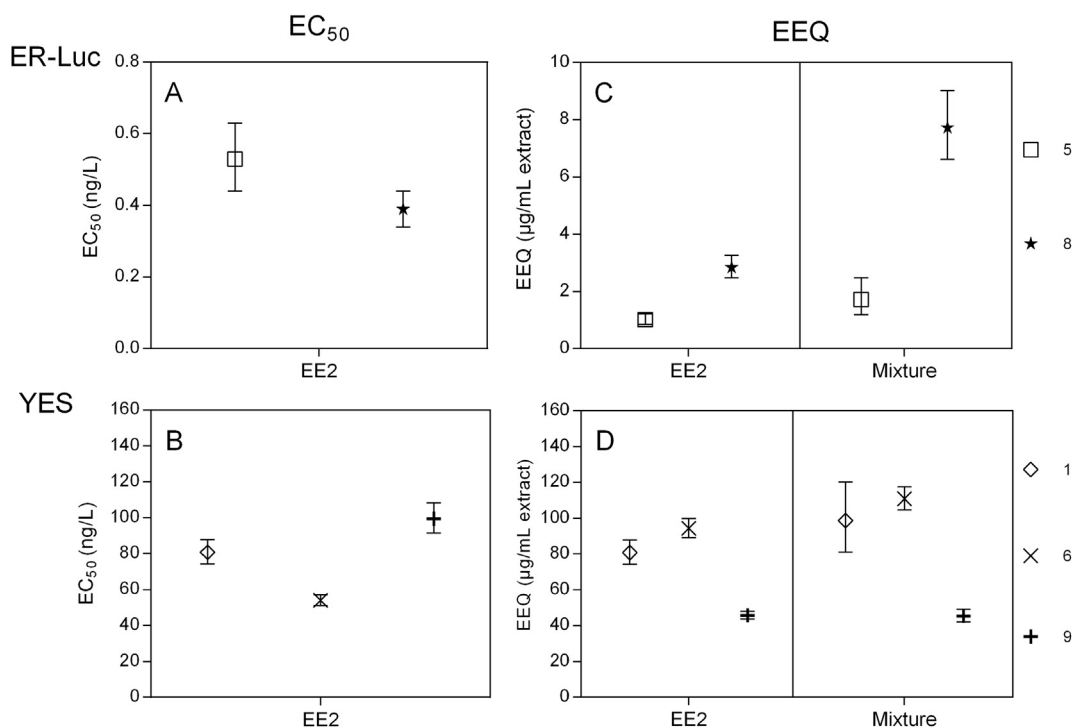 EC₅₀
EEQ
ER-Luc
A
EC₅₀ (ng/L)
0.8
0.6
0.4
0.2
0.0
EE2
C
EEQ (µg/mL extract)
10
8
6
4
2
0
EE2 Mixture
5
8
YES
B
EC₅₀ (ng/L)
160
140
120
100
80
60
40
20
0
EE2
D
EEQ (µg/mL extract)
160
140
120
100
80
60
40
20
0
EE2 Mixture
1
6
9